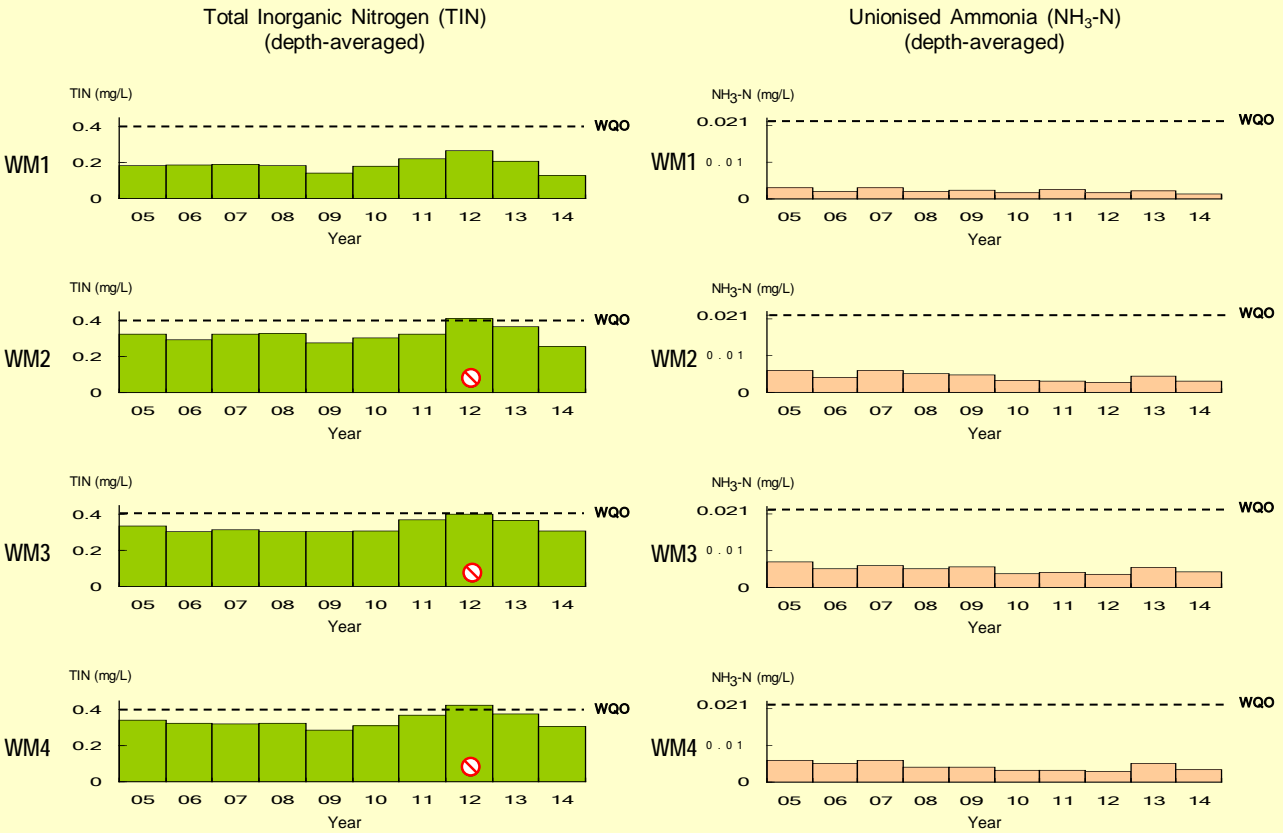 Total Inorganic Nitrogen (TIN)
(depth-averaged)
TIN (mg/L)
WM1
0.4
0.2
0
WQO
05 06 07 08 09 10 11 12 13 14
Year
TIN (mg/L)
WM2
0.4
0.2
0
WQO
05 06 07 08 09 10 11 12 13 14
Year
TIN (mg/L)
WM3
0.4
0.2
0
WQO
05 06 07 08 09 10 11 12 13 14
Year
TIN (mg/L)
WM4
0.4
0.2
0
WQO
05 06 07 08 09 10 11 12 13 14
Year
Unionised Ammonia (NH₃-N)
(depth-averaged)
NH₃-N (mg/L)
WM1
0.021
0.01
0
WQO
05 06 07 08 09 10 11 12 13 14
Year
NH₃-N (mg/L)
WM2
0.021
0.01
0
WQO
05 06 07 08 09 10 11 12 13 14
Year
NH₃-N (mg/L)
WM3
0.021
0.01
0
WQO
05 06 07 08 09 10 11 12 13 14
Year
NH₃-N (mg/L)
WM4
0.021
0.01
0
WQO
05 06 07 08 09 10 11 12 13 14
Year